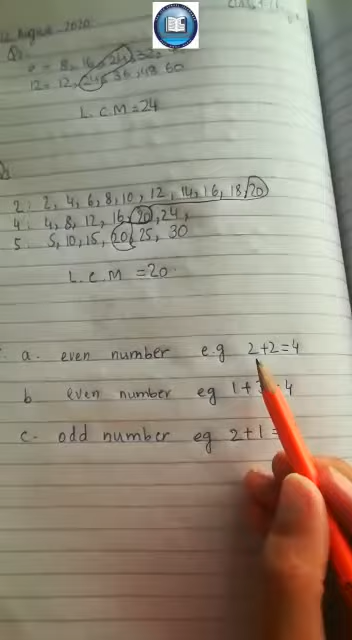 2020
8 = 8, 16, 24, 32,
12 = 12, 24, 36, 48 60
L.C.M = 24
2: 2, 4, 6, 8, 10, 12, 14, 16, 18, 20
4: 4, 8, 12, 16, 20, 24,
5: 5, 10, 15, 20, 25, 30
L.C.M = 20
a. even number e.g 2+2=4
b even number eg 1+3=4
c. odd number eg 2+1=